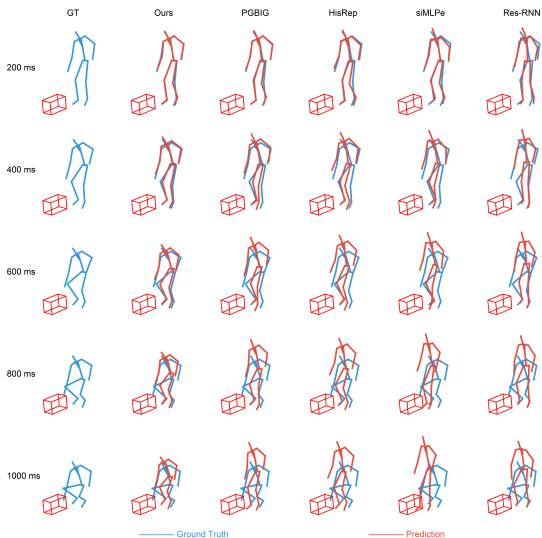 GT Ours PGBIG HisRep siMLPe Res-RNN
200 ms
400 ms
600 ms
800 ms
1000 ms
Ground Truth Prediction